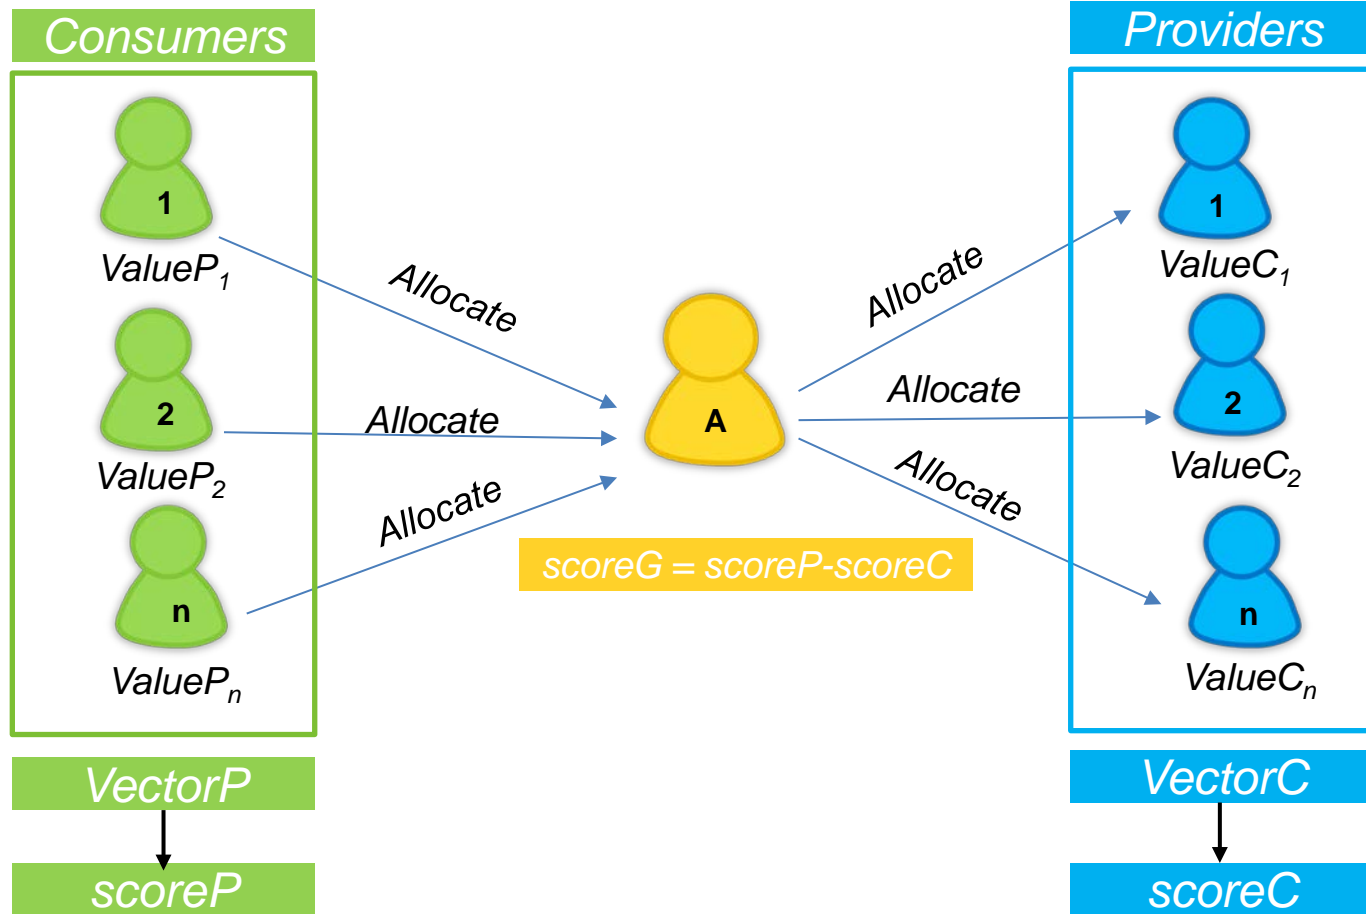 Consumers
Providers
1
ValueP1
Allocate
Allocate
1
ValueC1
2
ValueP2
Allocate
A
Allocate
2
ValueC2
n
ValuePn
Allocate
scoreG = scoreP-scoreC
Allocate
n
ValueCn
VectorP
VectorC
scoreP
scoreC